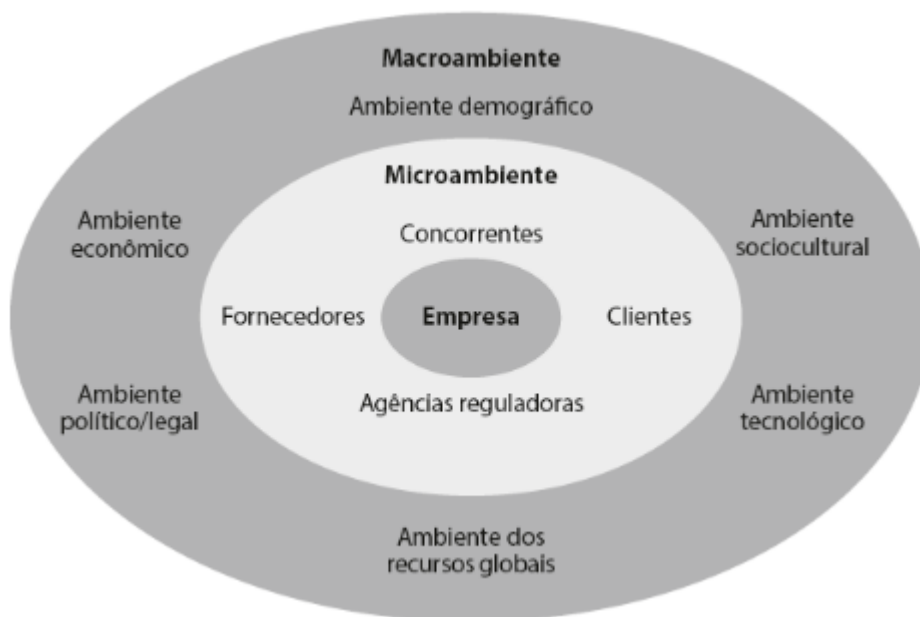 Macroambiente
Ambiente demográfico
Microambiente
Ambiente
econômico
Concorrentes
Ambiente
sociocultural
Fornecedores
Empresa
Clientes
Ambiente
político/legal
Agências reguladoras
Ambiente
tecnológico
Ambiente dos
recursos globais